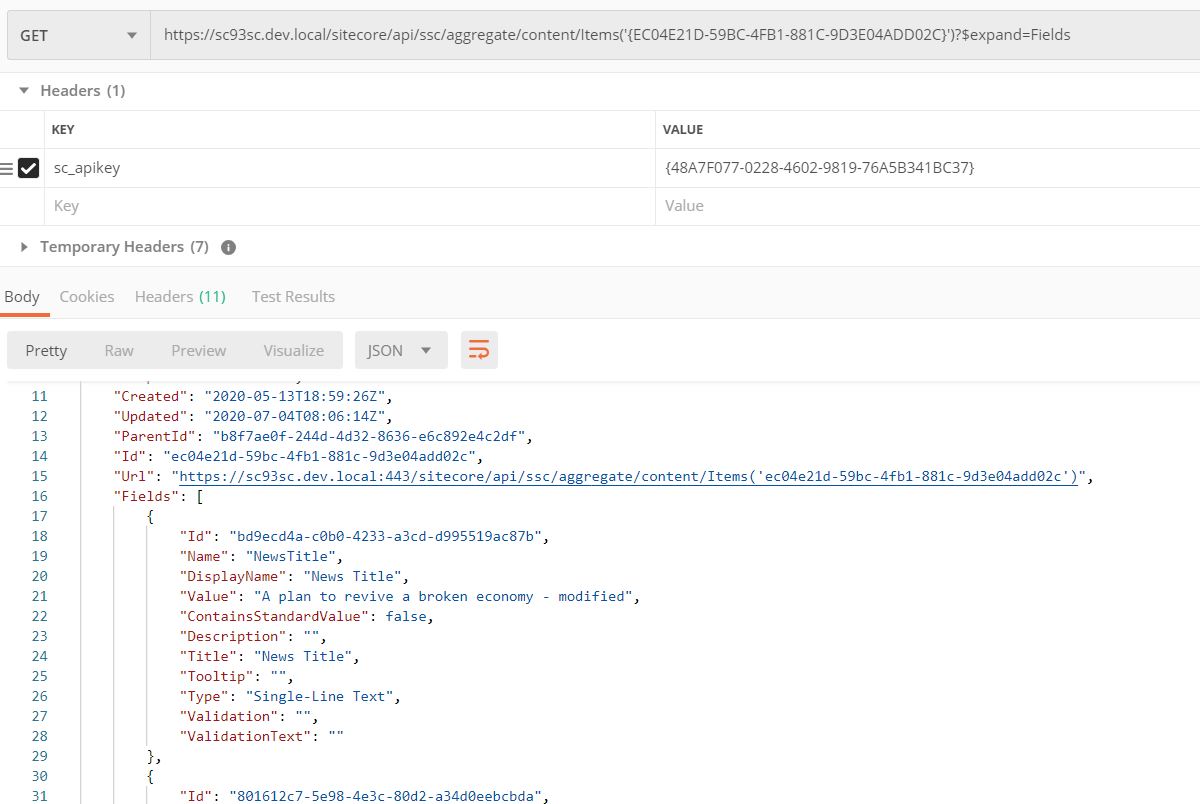 GET https://sc93sc.dev.local/sitecore/api/ssc/aggregate/content/Items('{EC04E21D-59BC-4FB1-881C-9D3E04ADD02C}')?$expand=Fields
Headers (1)
KEY VALUE
sc_apikey {48A7F077-0228-4602-9819-76A5B341BC37}
Key Value
Temporary Headers (7) i
Body Cookies Headers (11) Test Results
Pretty Raw Preview Visualize JSON
11 "Created": "2020-05-13T18:59:26Z",
12 "Updated": "2020-07-04T08:06:14Z",
13 "ParentId": "b8f7ae0f-244d-4d32-8636-e6c892e4c2df",
14 "Id": "ec04e21d-59bc-4fb1-881c-9d3e04add02c",
15 "Url": "https://sc93sc.dev.local:443/sitecore/api/ssc/aggregate/content/Items('ec04e21d-59bc-4fb1-881c-9d3e04add02c')",
16 "Fields": [
17 {
18 "Id": "bd9ecd4a-c0b0-4233-a3cd-d995519ac87b",
19 "Name": "NewsTitle",
20 "DisplayName": "News Title",
21 "Value": "A plan to revive a broken economy - modified",
22 "ContainsStandardValue": false,
23 "Description": "",
24 "Title": "News Title",
25 "Tooltip": "",
26 "Type": "Single-Line Text",
27 "Validation": "",
28 "ValidationText": ""
29 },
30 {
31 "Id": "801612c7-5e98-4e3c-80d2-a34d0eebcbda",